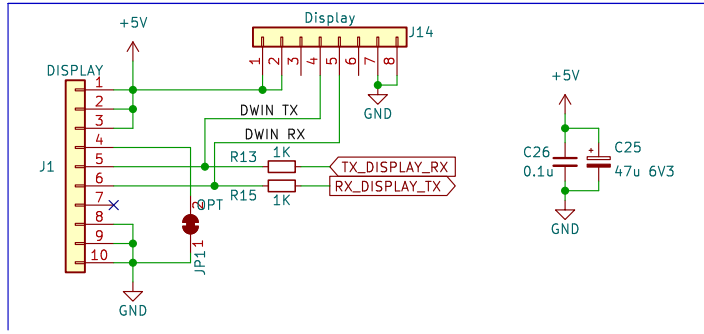 Display
+5V
J14
DISPLAY
1 2 3 4 5 6 7 8
1
2
3
4
5
6
7
8
9
10
J1
DWIN TX
DWIN RX
GND
R13 1K
TX_DISPLAY_RX
R15 1K
RX_DISPLAY_TX
2
OPT
1
JP1
GND
+5V
C26
0.1u
+
C25
47u 6V3
GND